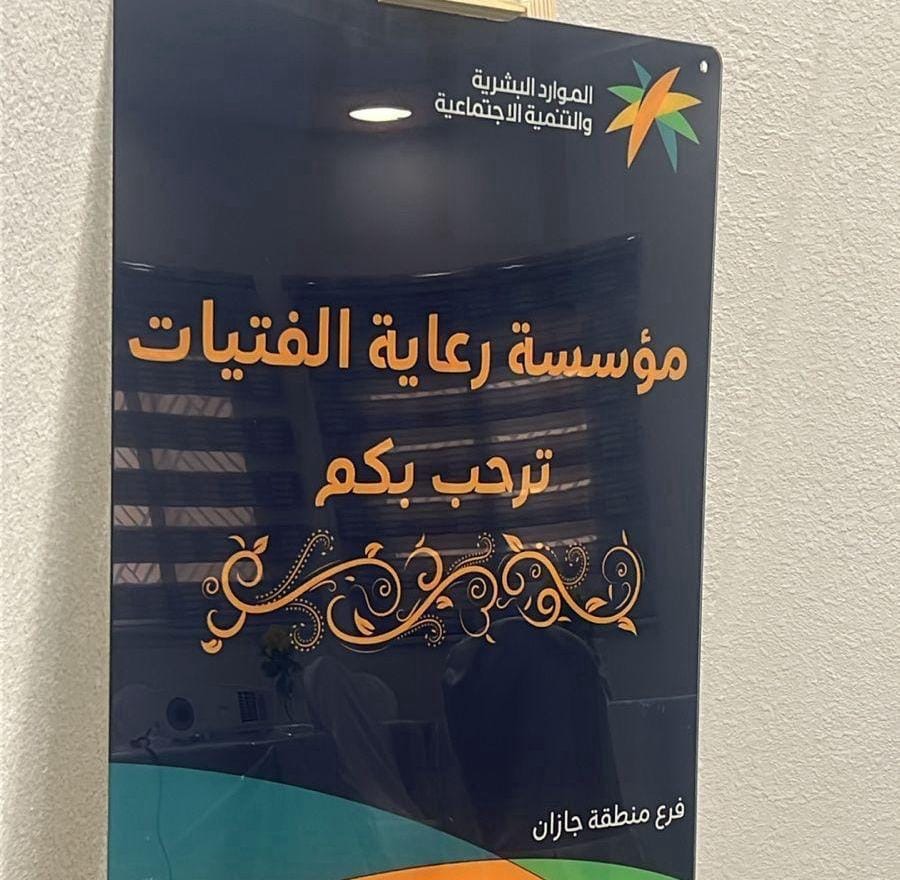 الموارد البشرية
والتنمية الاجتماعية
مؤسسة رعاية الفتيات
ترحب بكم
فرع منطقة جازان